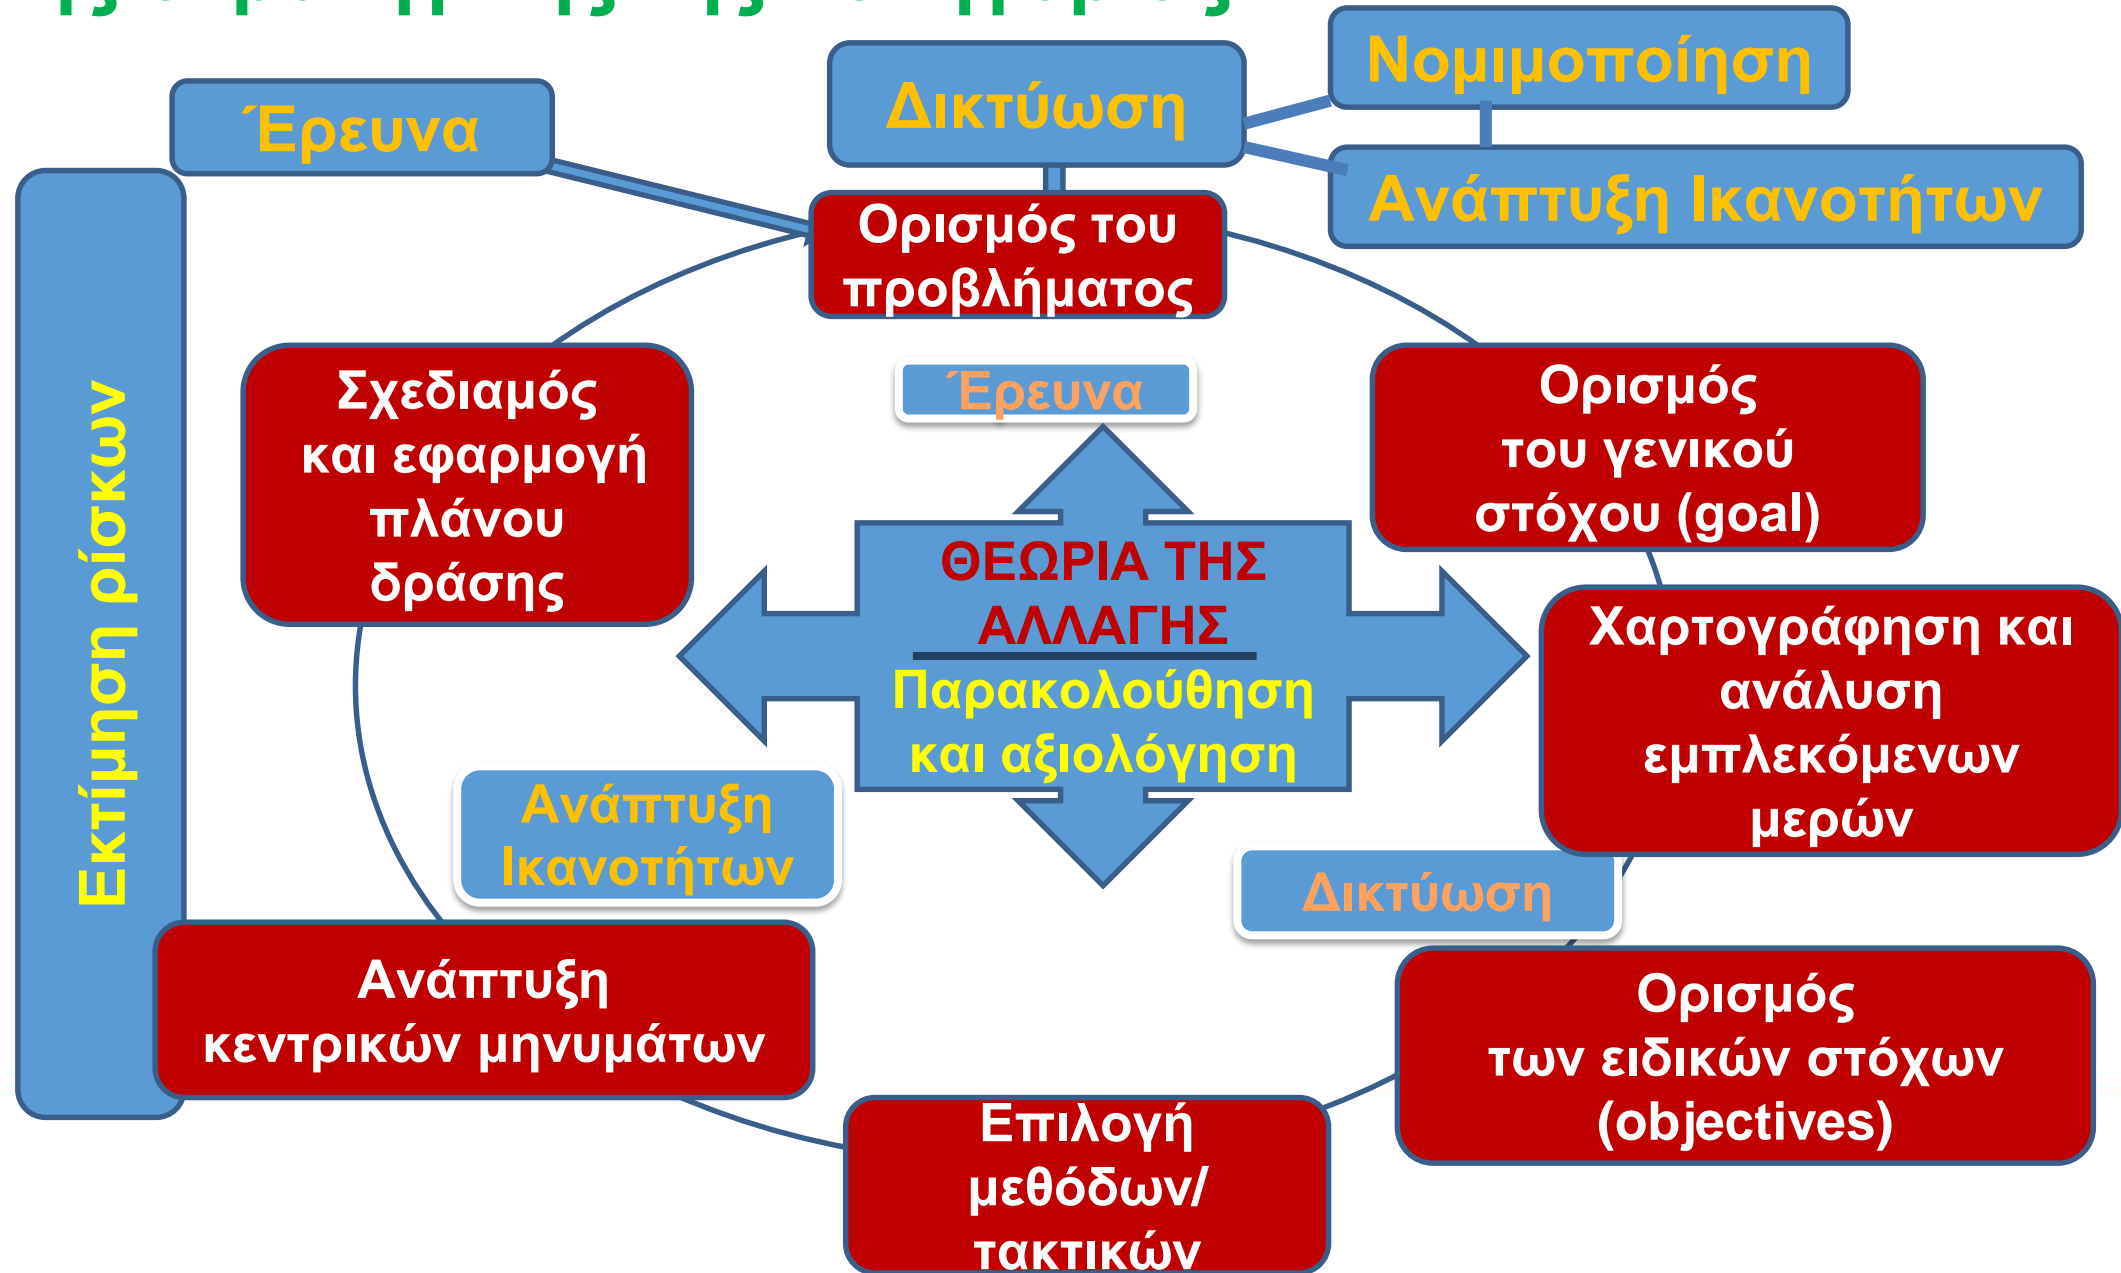 Νομιμοποίηση
Δικτύωση
Έρευνα
Ανάπτυξη Ικανοτήτων
Ορισμός του
προβλήματος
Έρευνα
Σχεδιαμός
και εφαρμογή
πλάνου
δράσης
Ορισμός
του γενικού
στόχου (goal)
Εκτίμηση ρίσκων
ΘΕΩΡΙΑ ΤΗΣ
ΑΛΛΑΓΗΣ
Παρακολούθηση
και αξιολόγηση
Χαρτογράφηση και
ανάλυση
εμπλεκόμενων
μερών
Ανάπτυξη
Ικανοτήτων
Δικτύωση
Ανάπτυξη
κεντρικών μηνυμάτων
Ορισμός
των ειδικών στόχων
(objectives)
Επιλογή
μεθόδων/
τακτικών